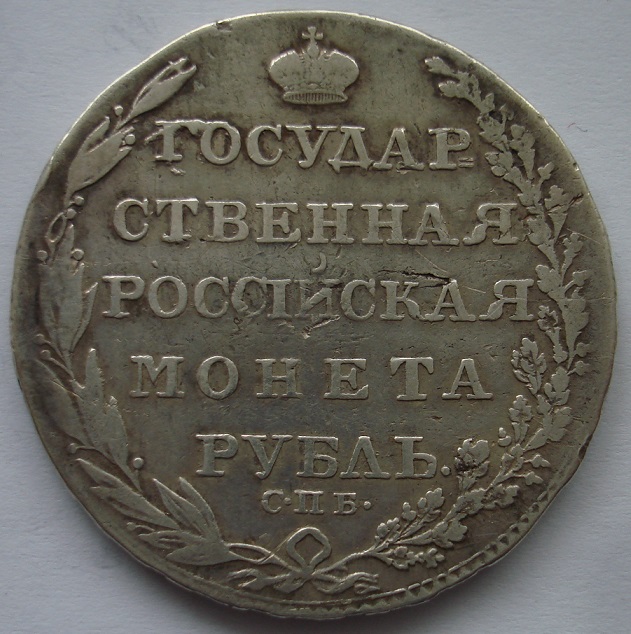 ГОСУДАР
СТВЕННАЯ
РОССІЙСКАЯ
МОНЕТА
РУБЛЬ.
С·П·Б·